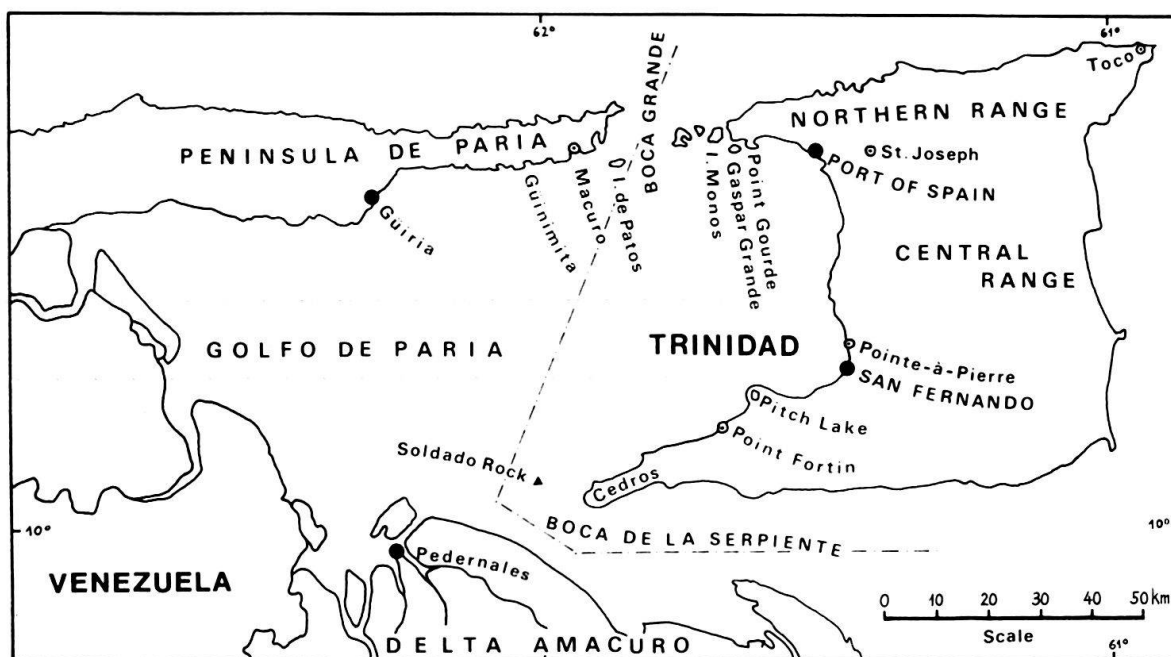 62°
61°
BOCA GRANDE
Toco
NORTHERN RANGE
PENINSULA DE PARIA
St. Joseph
PORT OF SPAIN
Güiria
Güinimita
Macuro
I. de Patos
I. Monos
Gaspar Grande
Point Gourde
CENTRAL
RANGE
GOLFO DE PARIA
TRINIDAD
Pointe-à-Pierre
SAN FERNANDO
Pitch Lake
Point Fortin
Soldado Rock
Cedros
10°
10°
BOCA DE LA SERPIENTE
Pedernales
VENEZUELA
DELTA AMACURO
0 10 20 30 40 50 km
Scale
61°